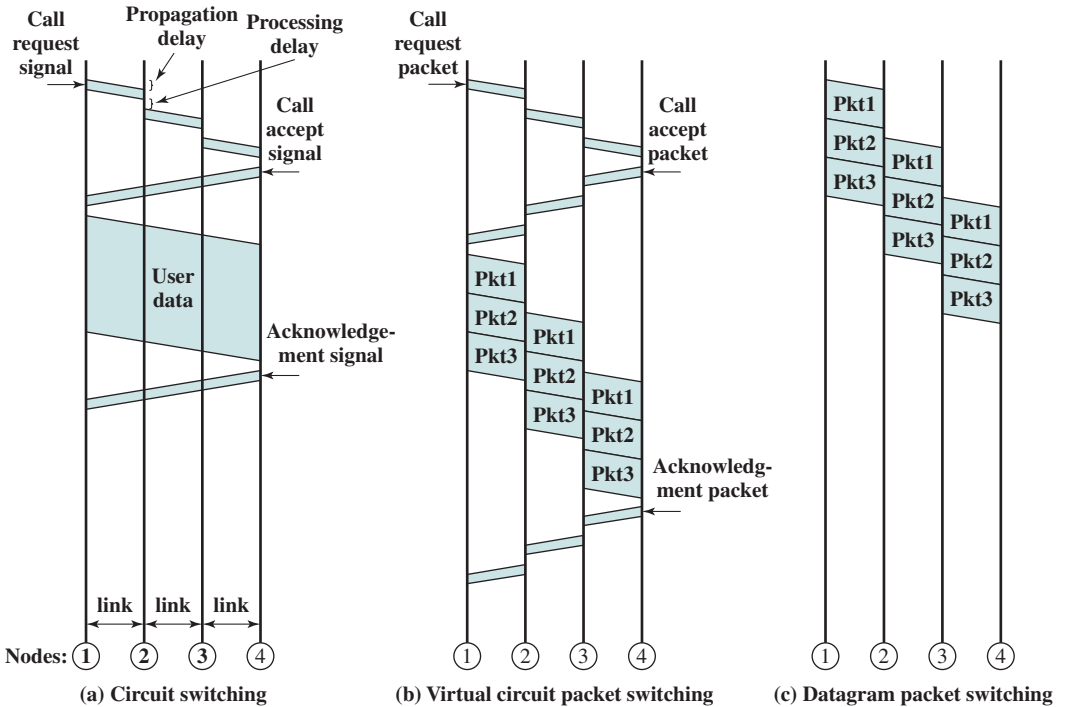 Call
request
signal
Propagation
delay
Processing
delay
Call
accept
signal
User
data
Acknowledge-
ment signal
link
link
link
Nodes: 1 2 3 4
(a) Circuit switching
Call
request
packet
Call
accept
packet
Pkt1
Pkt2
Pkt3
Pkt1
Pkt2
Pkt3
Pkt1
Pkt2
Pkt3
Acknowledg-
ment packet
1 2 3 4
(b) Virtual circuit packet switching
Pkt1
Pkt2
Pkt3
Pkt1
Pkt2
Pkt3
Pkt1
Pkt2
Pkt3
1 2 3 4
(c) Datagram packet switching